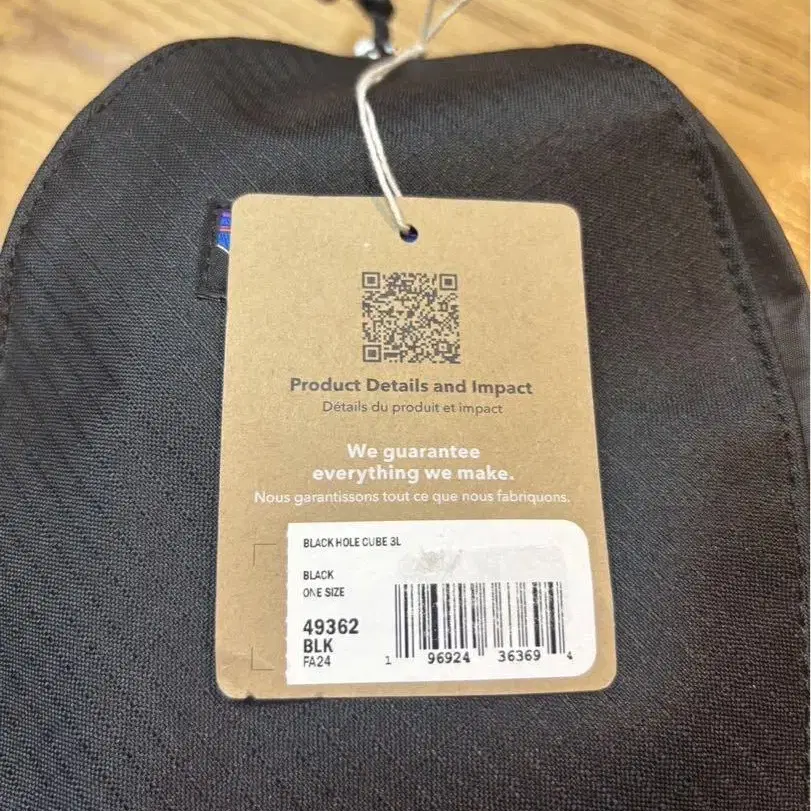 Product Details and Impact
Détails du produit et impact
We guarantee
everything we make.
Nous garantissons tout ce que nous fabriquons.
BLACK HOLE CUBE 3L
BLACK
ONE SIZE
49362
BLK
FA24
1 96924 36369 4